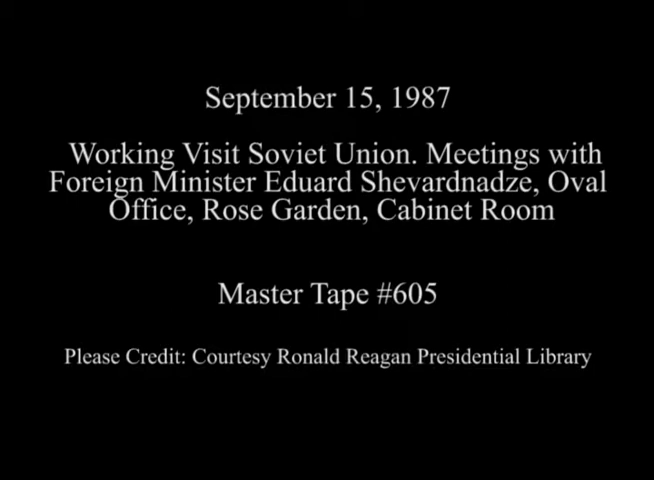 September 15, 1987
Working Visit Soviet Union. Meetings with
Foreign Minister Eduard Shevardnadze, Oval
Office, Rose Garden, Cabinet Room
Master Tape #605
Please Credit: Courtesy Ronald Reagan Presidential Library